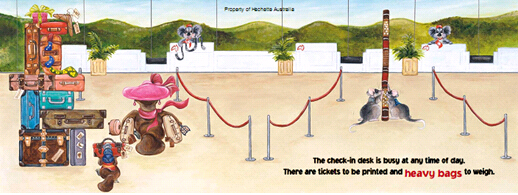 Property of Hachette Australia
The check-in desk is busy at any time of day.
There are tickets to be printed and heavy bags to weigh.